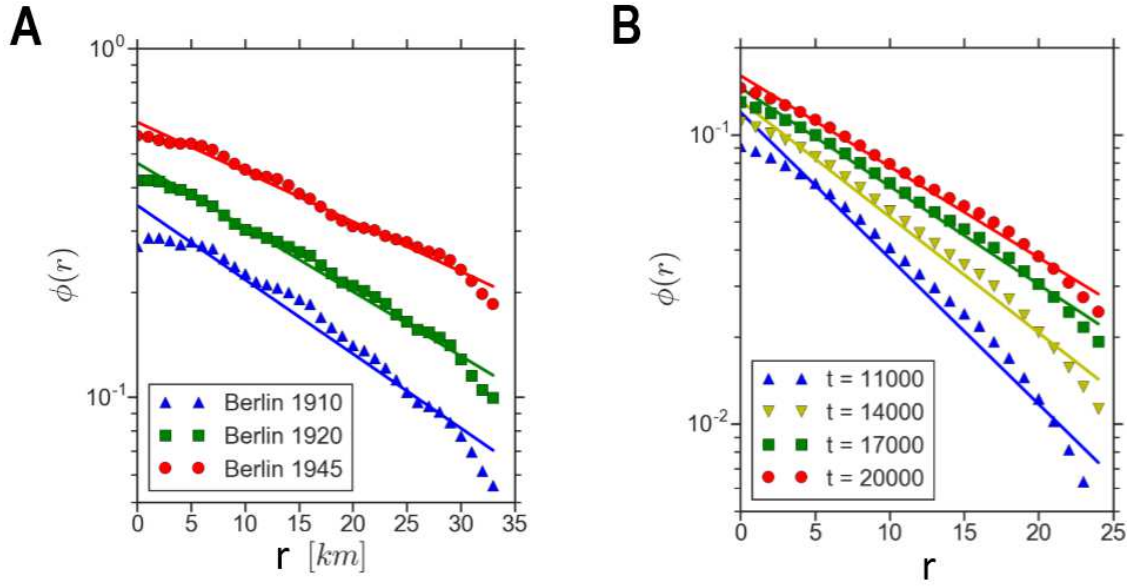 A
10^0
10^-1
ϕ(r)
Berlin 1910
Berlin 1920
Berlin 1945
0 5 10 15 20 25 30 35
r [km]
B
10^-1
10^-2
ϕ(r)
t = 11000
t = 14000
t = 17000
t = 20000
0 5 10 15 20 25
r